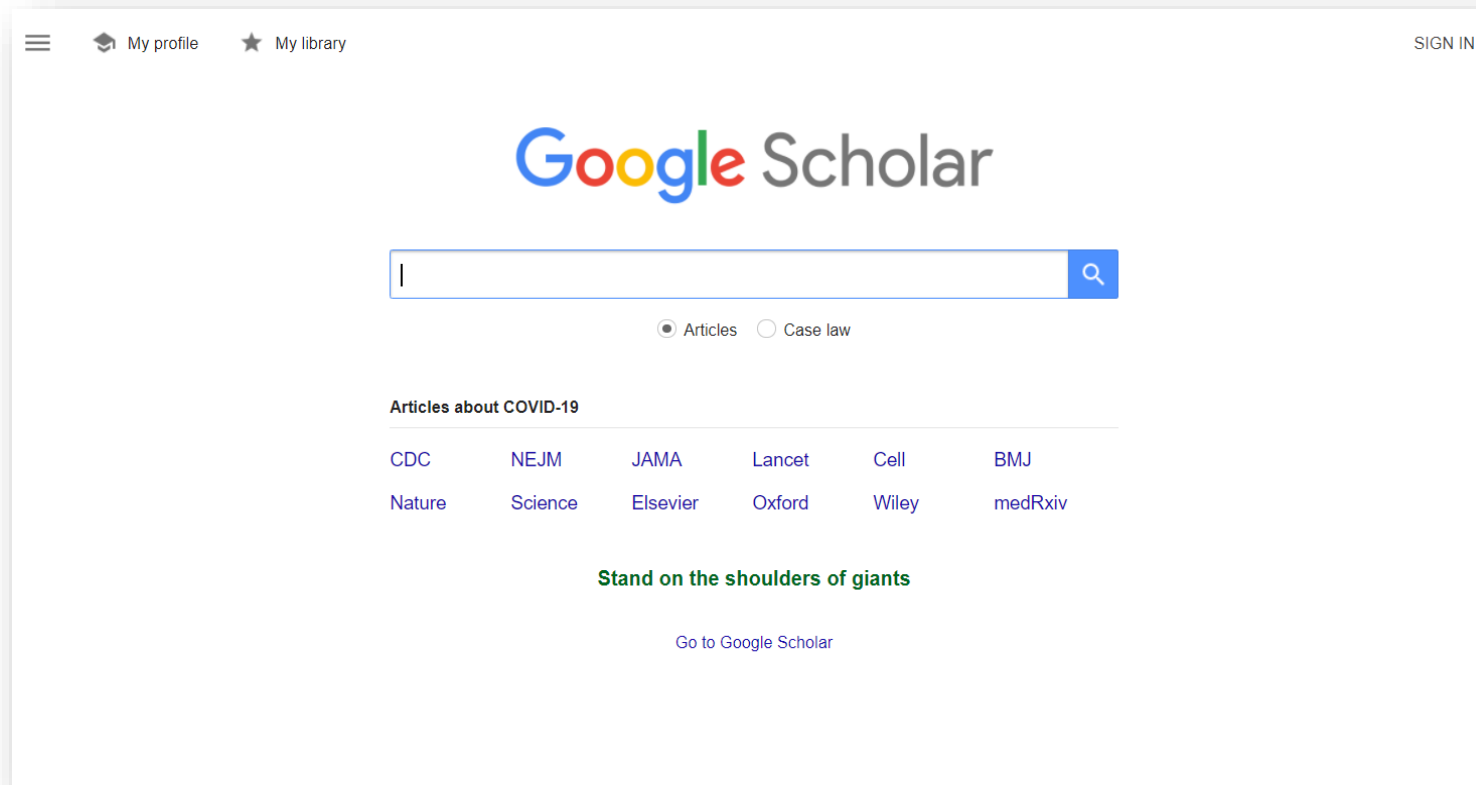 My profile My library SIGN IN
Google Scholar
Articles Case law
Articles about COVID-19
CDC NEJM JAMA Lancet Cell BMJ
Nature Science Elsevier Oxford Wiley medRxiv
Stand on the shoulders of giants
Go to Google Scholar